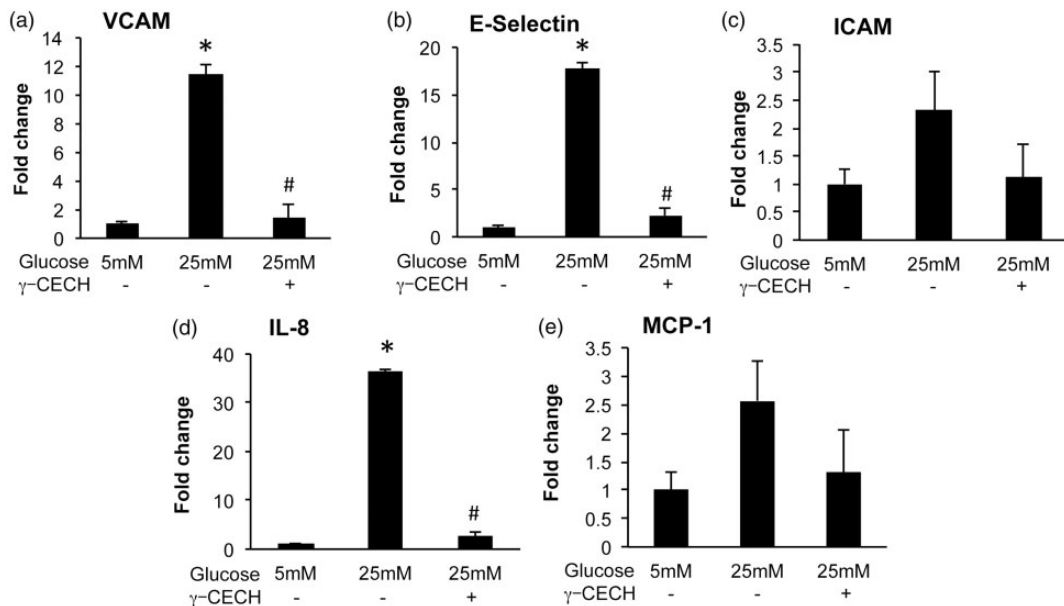 (a) VCAM
Fold change
14
12
10
8
6
4
2
0
*
#
Glucose 5mM 25mM 25mM
γ-CECH - - +
(b) E-Selectin
Fold change
20
15
10
5
0
*
#
5mM 25mM 25mM
- - +
(c) ICAM
Fold change
3.5
3
2.5
2
1.5
1
0.5
0
Glucose 5mM 25mM 25mM
γ-CECH - - +
(d) IL-8
Fold change
40
30
20
10
0
*
#
Glucose 5mM 25mM 25mM
γ-CECH - - +
(e) MCP-1
Fold change
3.5
3
2.5
2
1.5
1
0.5
0
Glucose 5mM 25mM 25mM
γ-CECH - - +